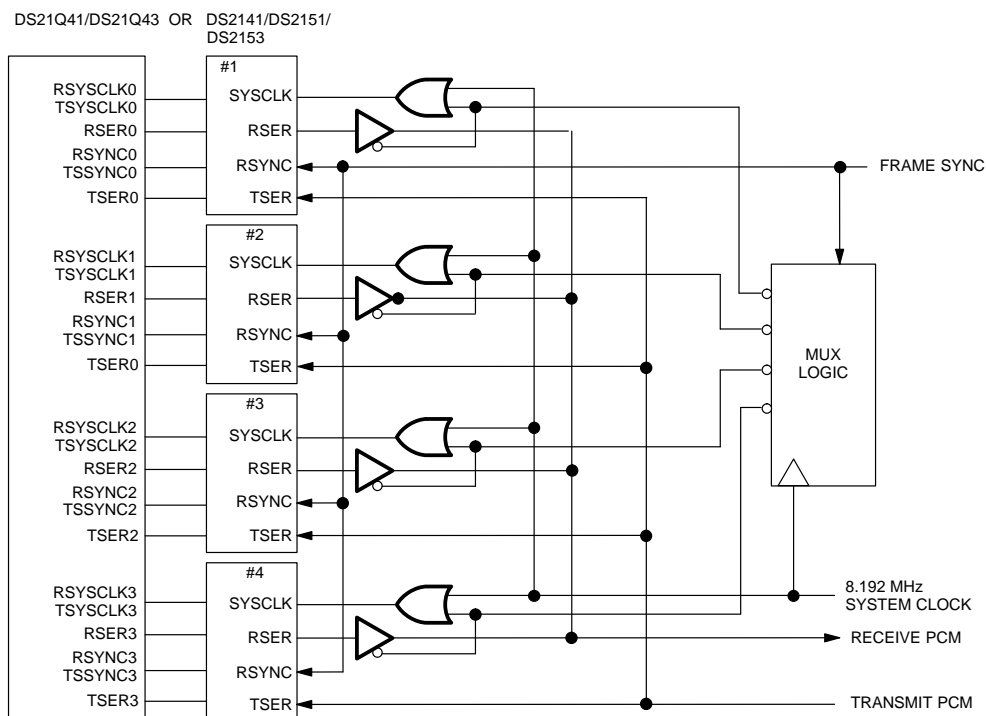 DS21Q41/DS21Q43 OR DS2141/DS2151/
DS2153
#1
RSYSCLK0
TSYSCLK0
SYSCLK
RSER0
RSER
RSYNC0
TSSYNC0
RSYNC
FRAME SYNC
TSER0
TSER
#2
RSYSCLK1
TSYSCLK1
SYSCLK
RSER1
RSER
RSYNC1
TSSYNC1
RSYNC
TSER0
TSER
MUX
LOGIC
#3
RSYSCLK2
TSYSCLK2
SYSCLK
RSER2
RSER
RSYNC2
TSSYNC2
RSYNC
TSER2
TSER
#4
RSYSCLK3
TSYSCLK3
SYSCLK
8.192 MHz
SYSTEM CLOCK
RSER3
RSER
RECEIVE PCM
RSYNC3
TSSYNC3
RSYNC
TSER3
TSER
TRANSMIT PCM